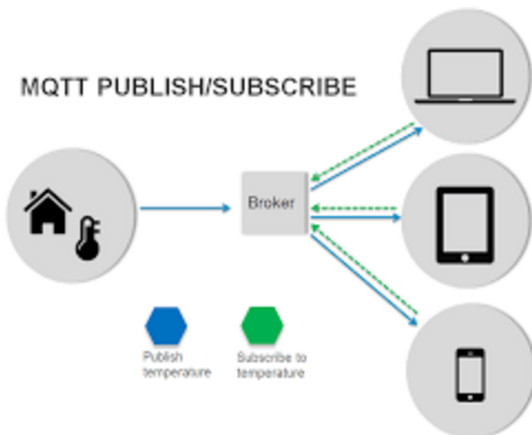 MQTT PUBLISH/SUBSCRIBE
Broker
Publish
temperature
Subscribe to
temperature